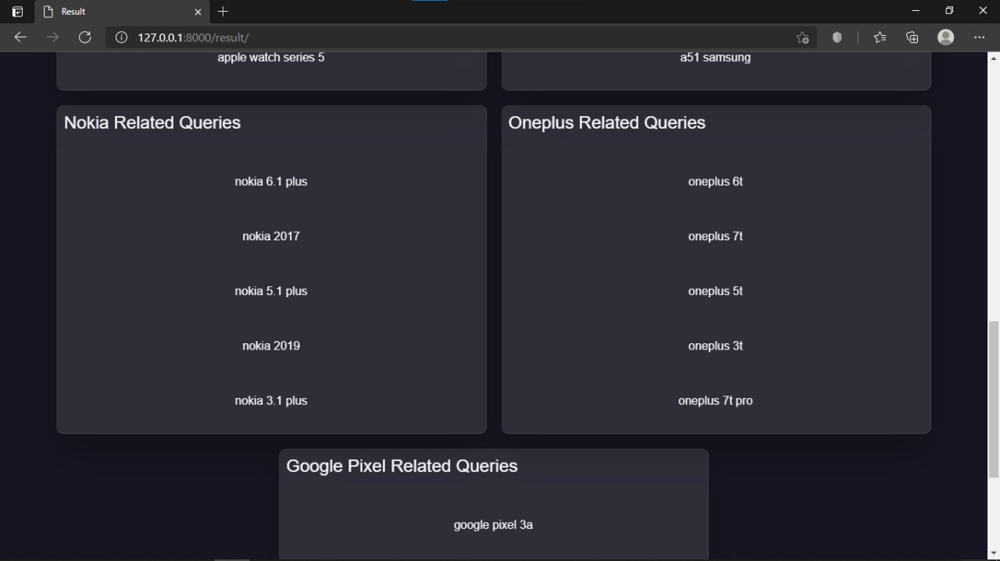 Result
127.0.0.1:8000/result/
apple watch series 5
a51 samsung
Nokia Related Queries
nokia 6.1 plus
nokia 2017
nokia 5.1 plus
nokia 2019
nokia 3.1 plus
Oneplus Related Queries
oneplus 6t
oneplus 7t
oneplus 5t
oneplus 3t
oneplus 7t pro
Google Pixel Related Queries
google pixel 3a